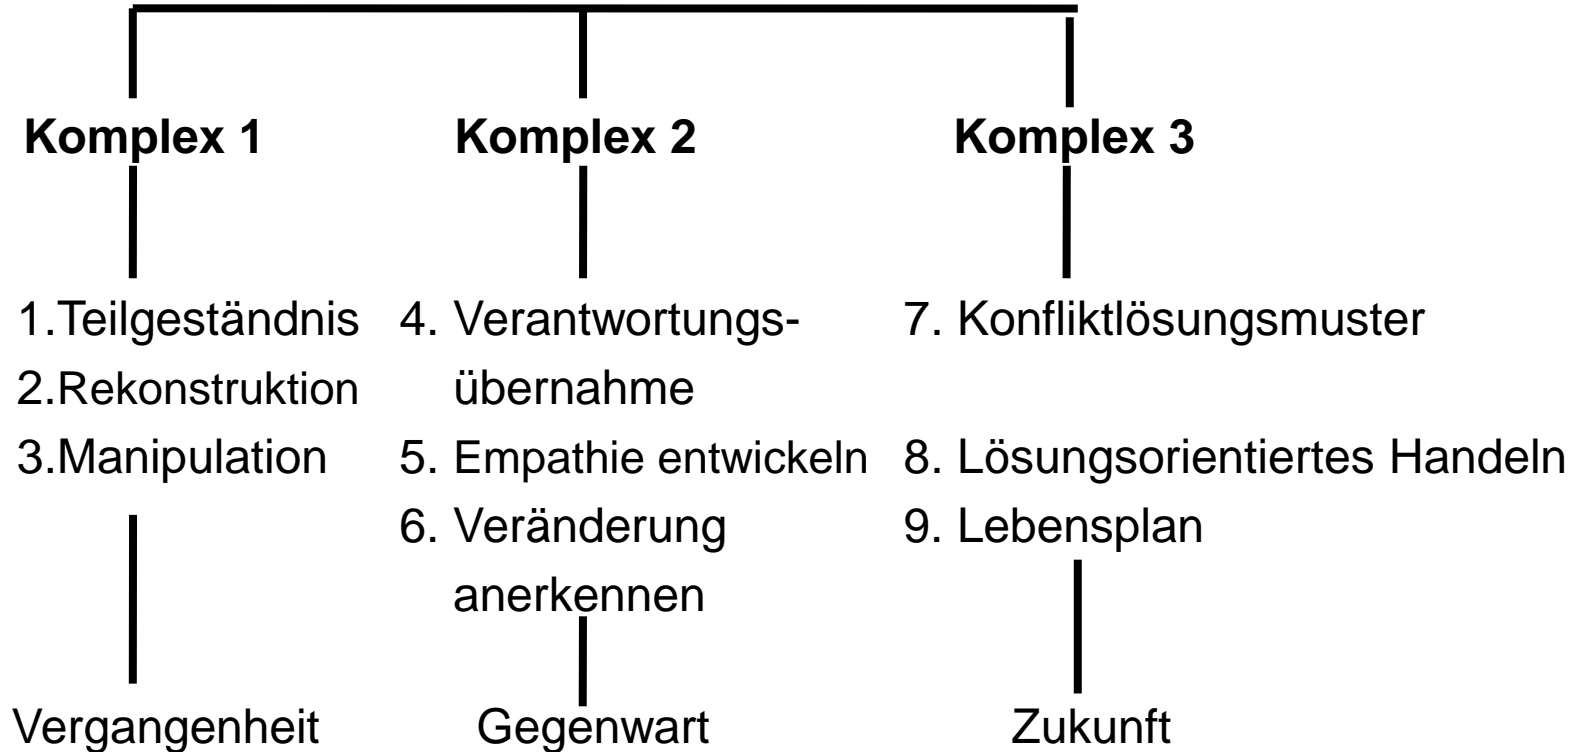 Komplex 1
Komplex 2
Komplex 3
1.Teilgeständnis
2.Rekonstruktion
3.Manipulation
4. Verantwortungs-
übernahme
5. Empathie entwickeln
6. Veränderung
anerkennen
7. Konfliktlösungsmuster
8. Lösungsorientiertes Handeln
9. Lebensplan
Vergangenheit
Gegenwart
Zukunft